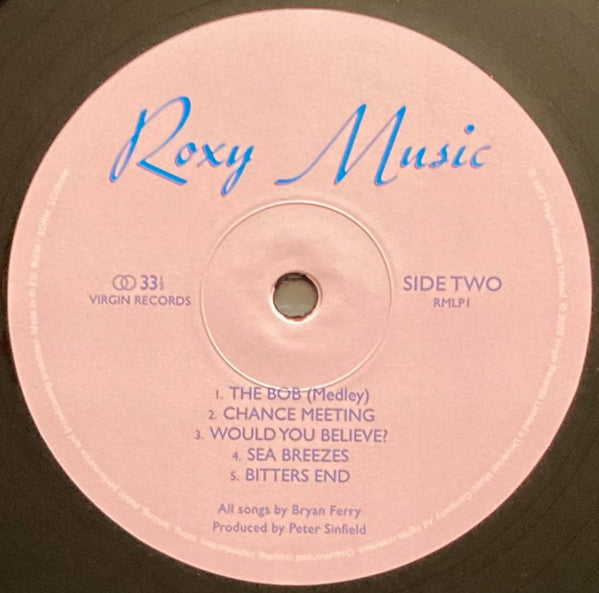 Roxy Music
33⅓
VIRGIN RECORDS
SIDE TWO
RMLP1
1. THE BOB (Medley)
2. CHANCE MEETING
3. WOULD YOU BELIEVE?
4. SEA BREEZES
5. BITTERS END
All songs by Bryan Ferry
Produced by Peter Sinfield